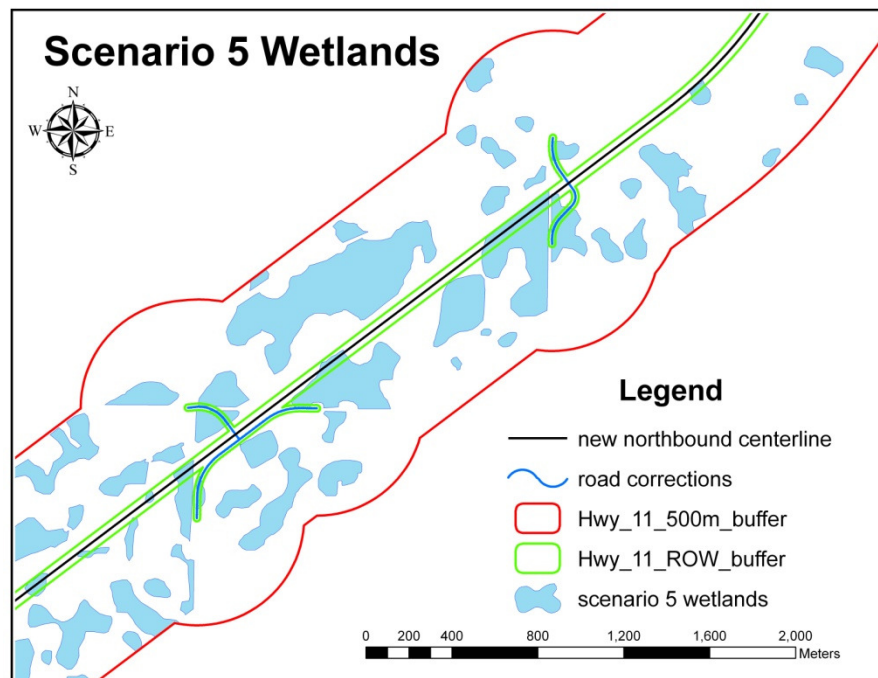 Scenario 5 Wetlands
N
W E
S
Legend
new northbound centerline
road corrections
Hwy_11_500m_buffer
Hwy_11_ROW_buffer
scenario 5 wetlands
0 200 400 800 1,200 1,600 2,000
Meters